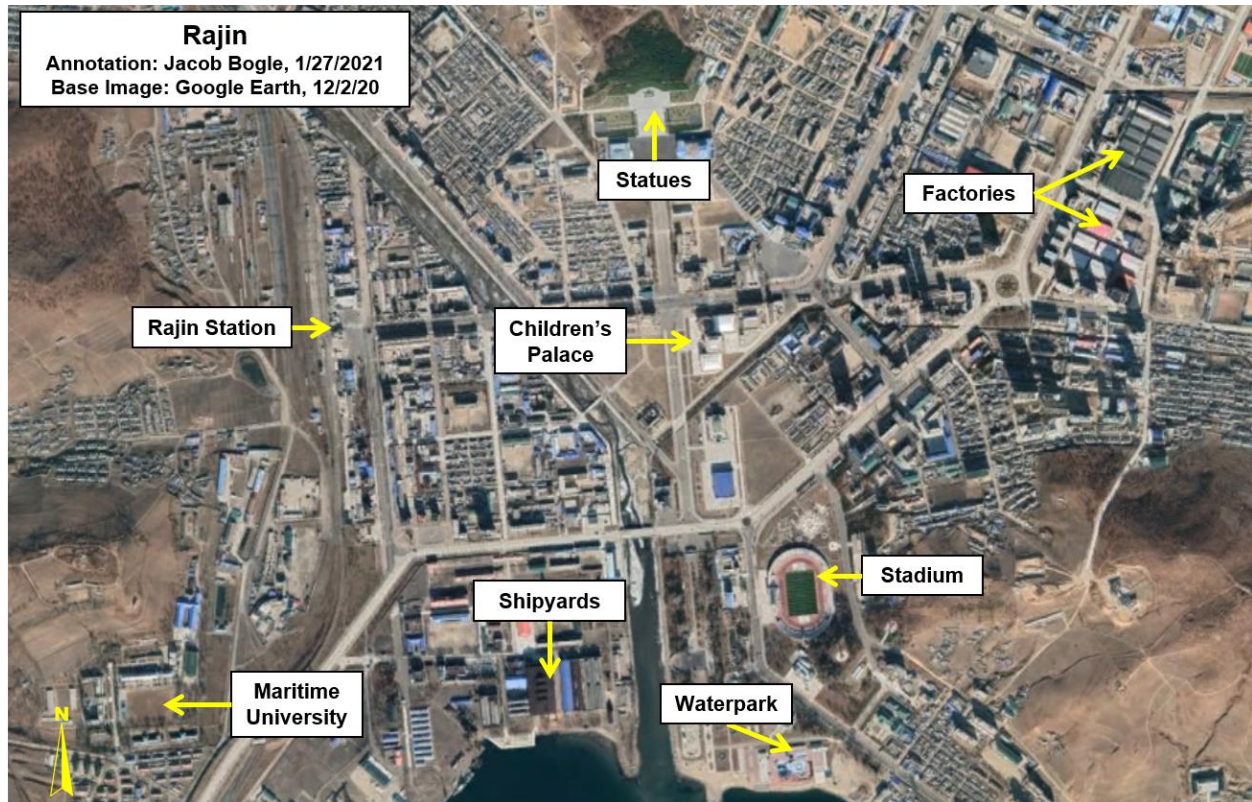 Rajin
Annotation: Jacob Bogle, 1/27/2021
Base Image: Google Earth, 12/2/20
Statues
Factories
Rajin Station
Children's
Palace
Stadium
Shipyards
Maritime
University
Waterpark
N